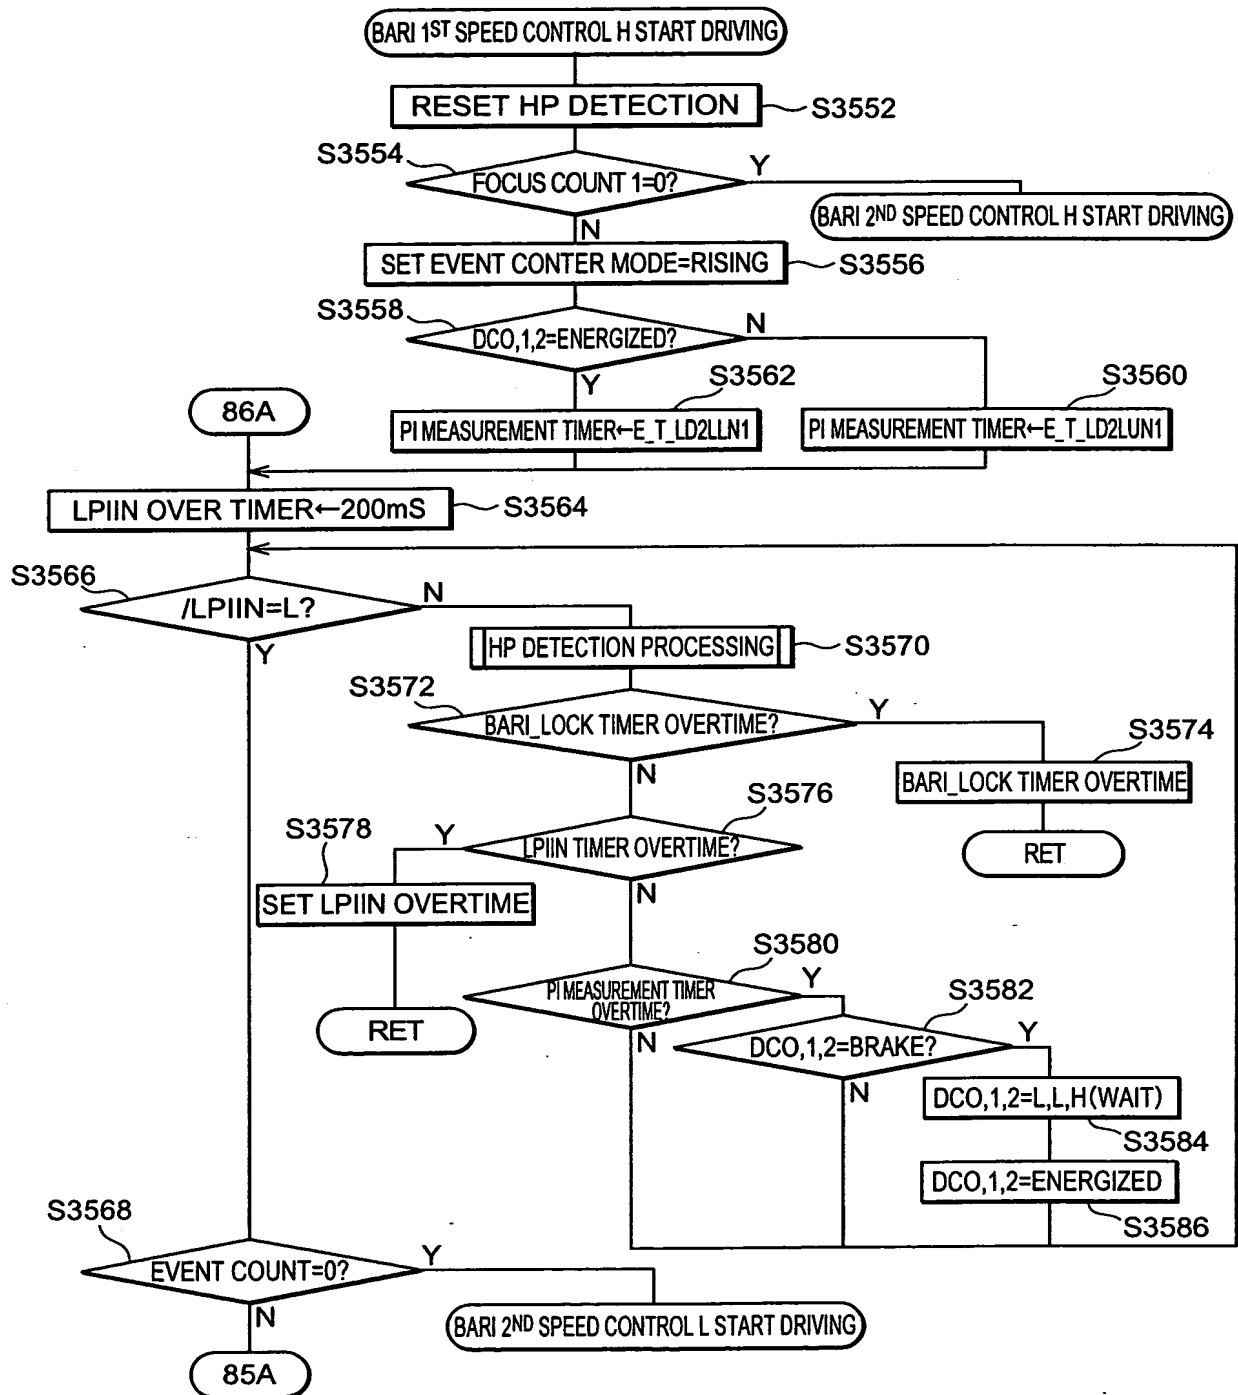 BARI 1ST SPEED CONTROL H START DRIVING
RESET HP DETECTION
S3552
S3554
FOCUS COUNT 1=0?
Y
N
BARI 2ND SPEED CONTROL H START DRIVING
SET EVENT CONTER MODE=RISING
S3556
S3558
DCO,1,2=ENERGIZED?
N
Y
S3562
S3560
86A
PI MEASUREMENT TIMER←E_T_LD2LLN1
PI MEASUREMENT TIMER←E_T_LD2LUN1
LPIIN OVER TIMER←200mS
S3564
S3566
/LPIIN=L?
N
Y
HP DETECTION PROCESSING
S3570
S3572
BARI_LOCK TIMER OVERTIME?
Y
N
S3574
BARI_LOCK TIMER OVERTIME
RET
S3576
S3578
Y
LPIIN TIMER OVERTIME?
N
SET LPIIN OVERTIME
RET
S3580
PI MEASUREMENT TIMER
OVERTIME?
Y
N
S3582
DCO,1,2=BRAKE?
Y
N
DCO,1,2=L,L,H(WAIT)
S3584
DCO,1,2=ENERGIZED
S3586
S3568
EVENT COUNT=0?
Y
N
BARI 2ND SPEED CONTROL L START DRIVING
85A